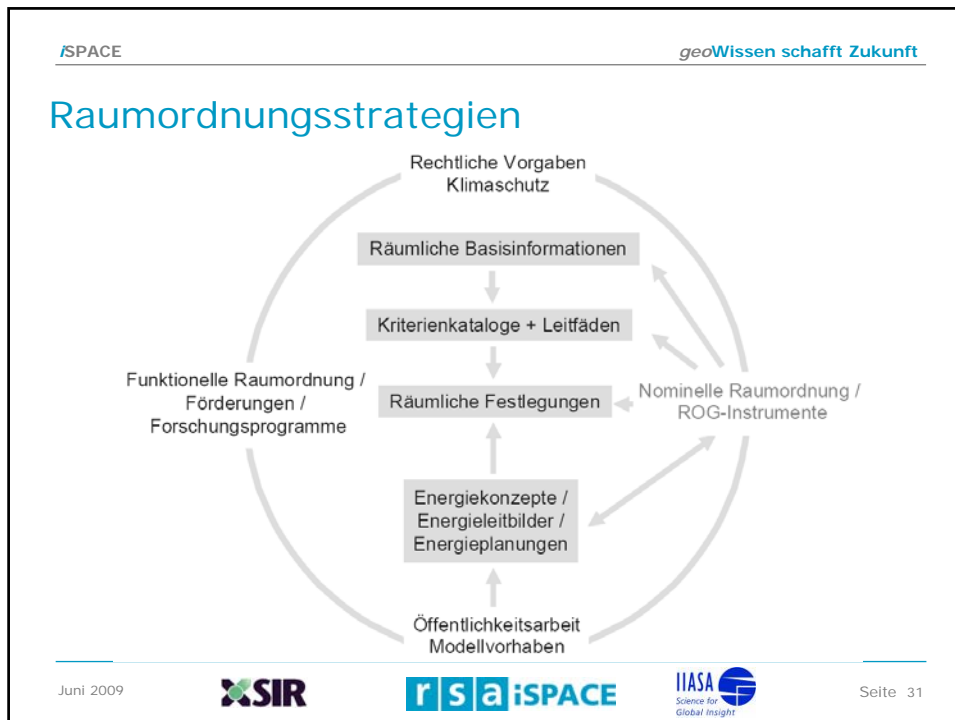 iSPACE
geoWissen schafft Zukunft
Raumordnungsstrategien
Rechtliche Vorgaben
Klimaschutz
Räumliche Basisinformationen
Kriterienkataloge + Leitfäden
Funktionelle Raumordnung /
Förderungen /
Forschungsprogramme
Räumliche Festlegungen
Nominelle Raumordnung /
ROG-Instrumente
Energiekonzepte /
Energieleitbilder /
Energieplanungen
Öffentlichkeitsarbeit
Modellvorhaben
Juni 2009
SIR
rsa iSPACE
IIASA
Science for
Global Insight
Seite 31